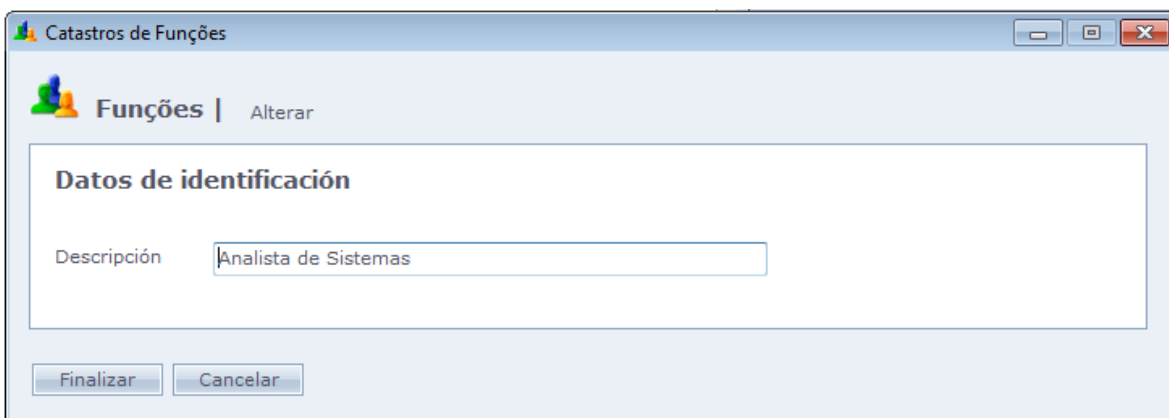 Catastros de Funções
Funções | Alterar
Datos de identificación
Descripción Analista de Sistemas
Finalizar Cancelar